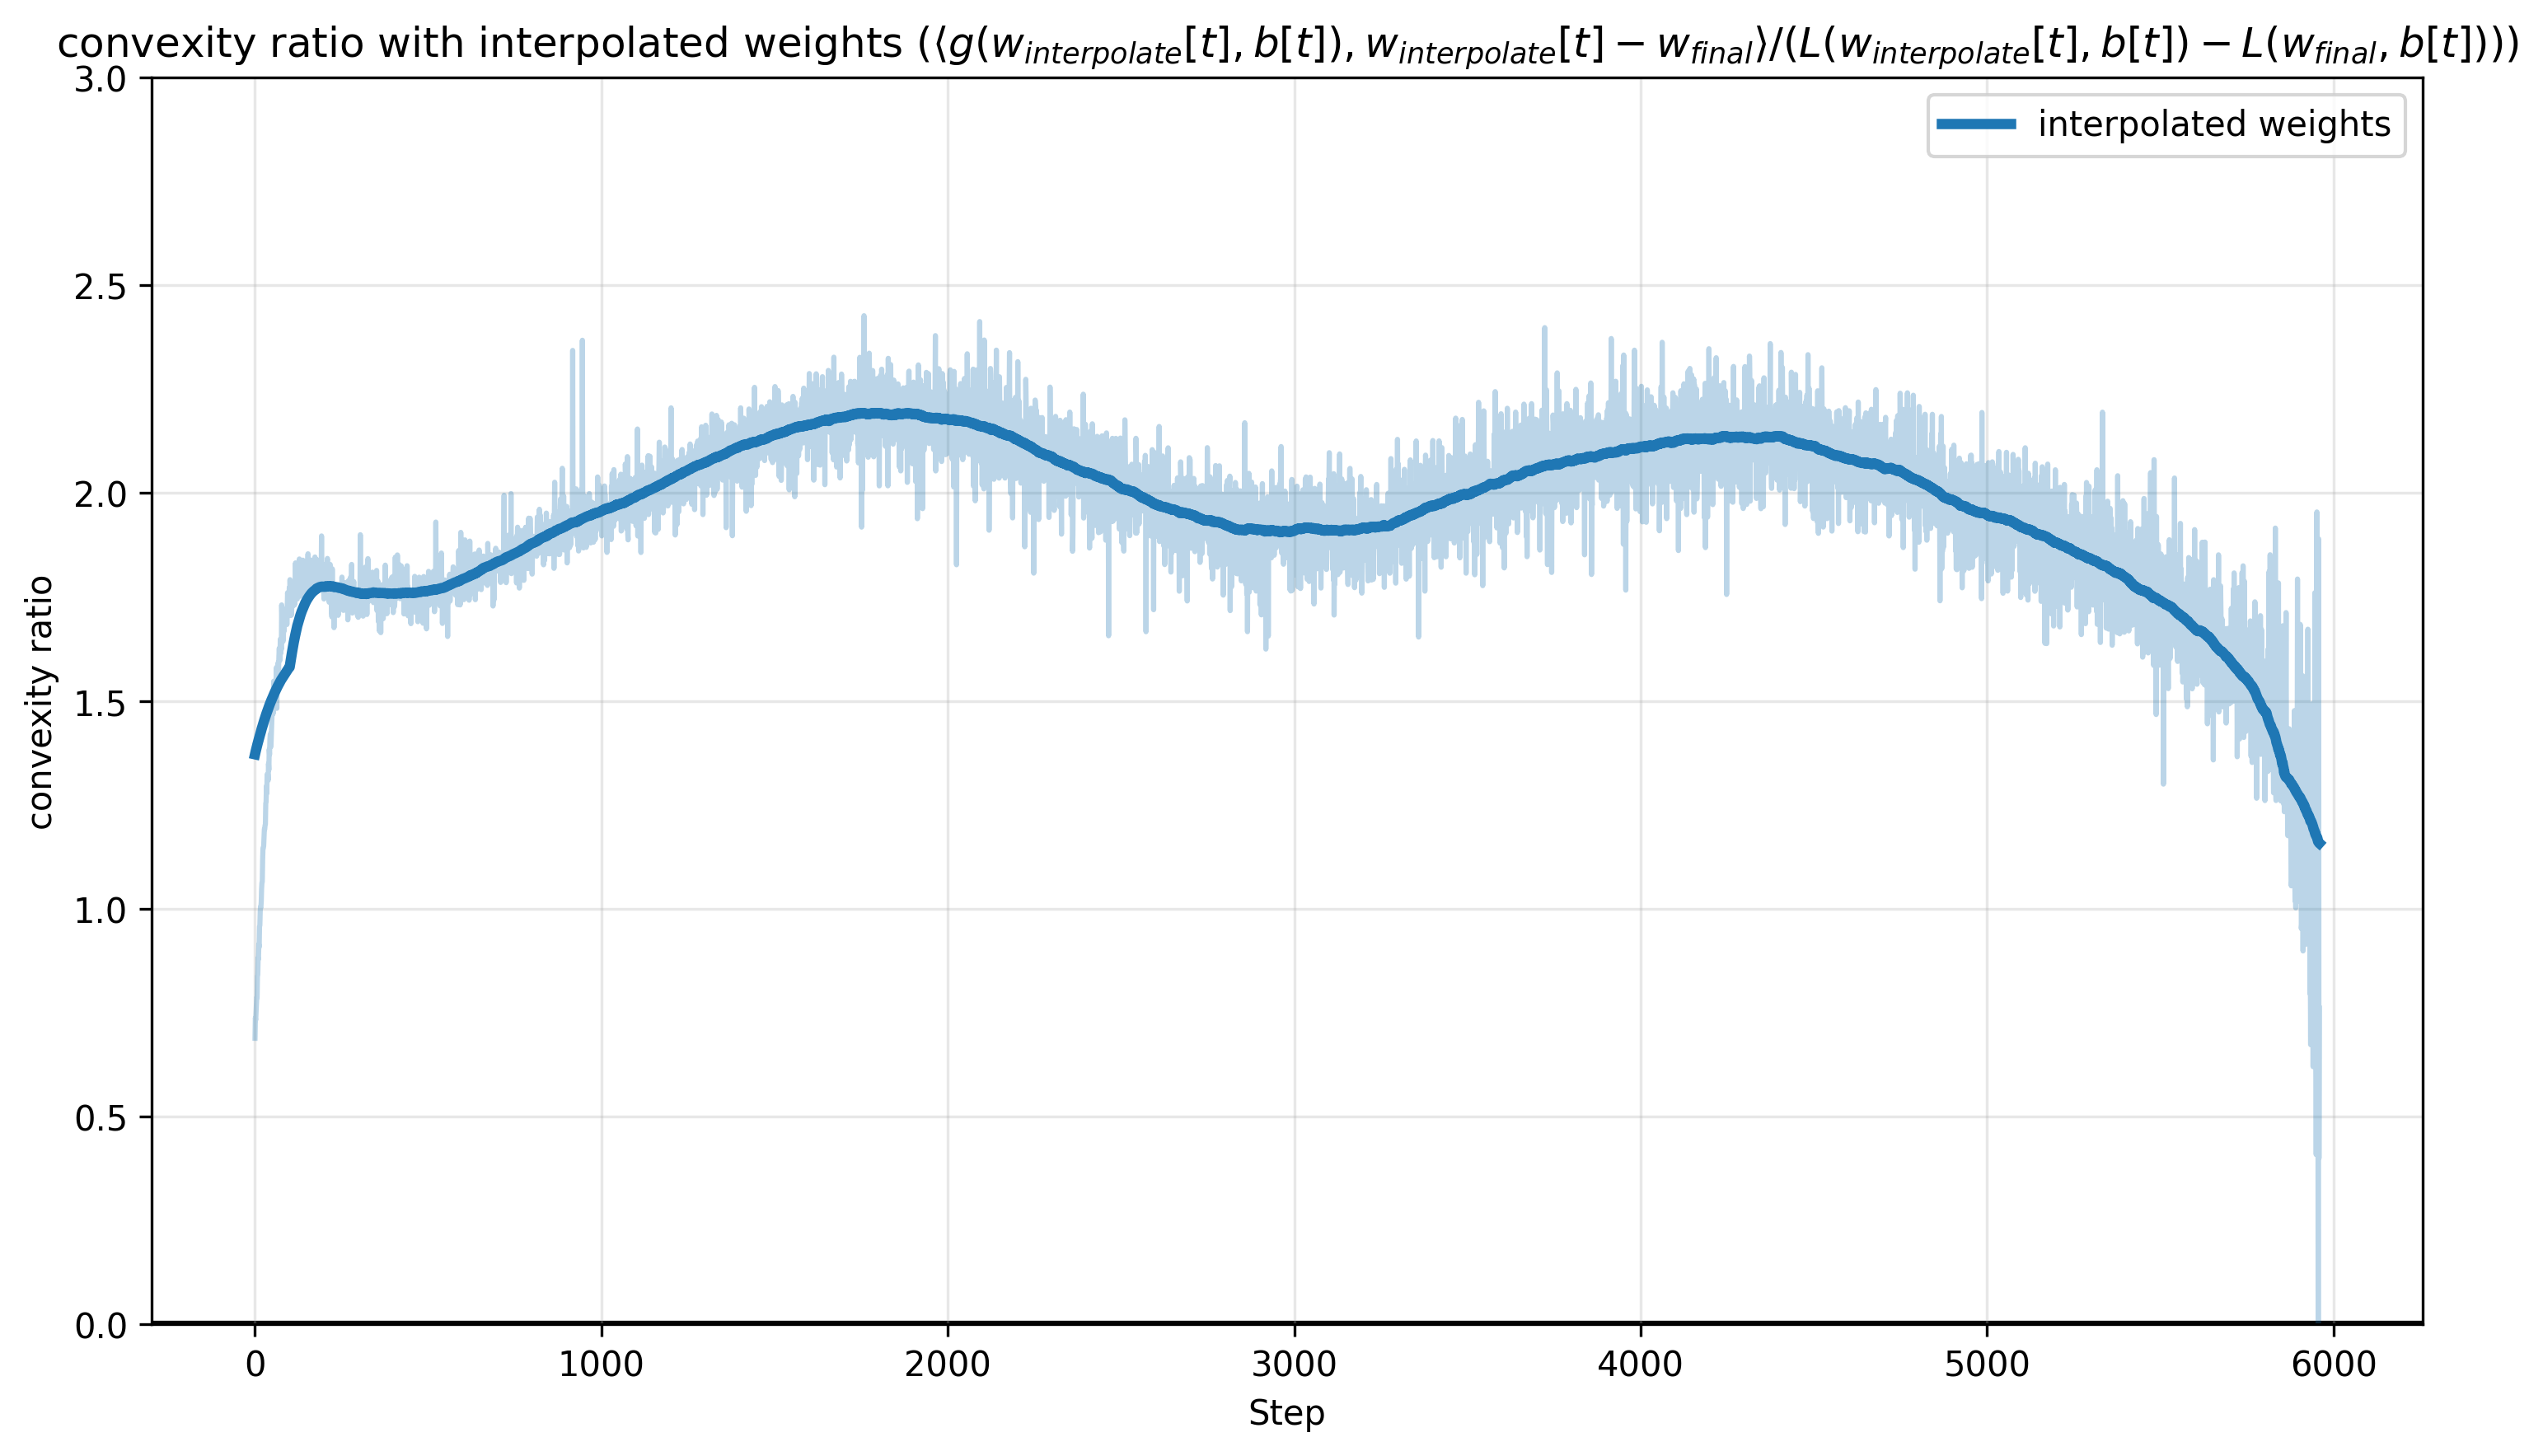 convexity ratio with interpolated weights (⟨g(w_interpolate[t], b[t]), w_interpolate[t] − w_final⟩/(L(w_interpolate[t], b[t]) − L(w_final, b[t])))
interpolated weights
convexity ratio
3.0
2.5
2.0
1.5
1.0
0.5
0.0
0 1000 2000 3000 4000 5000 6000
Step